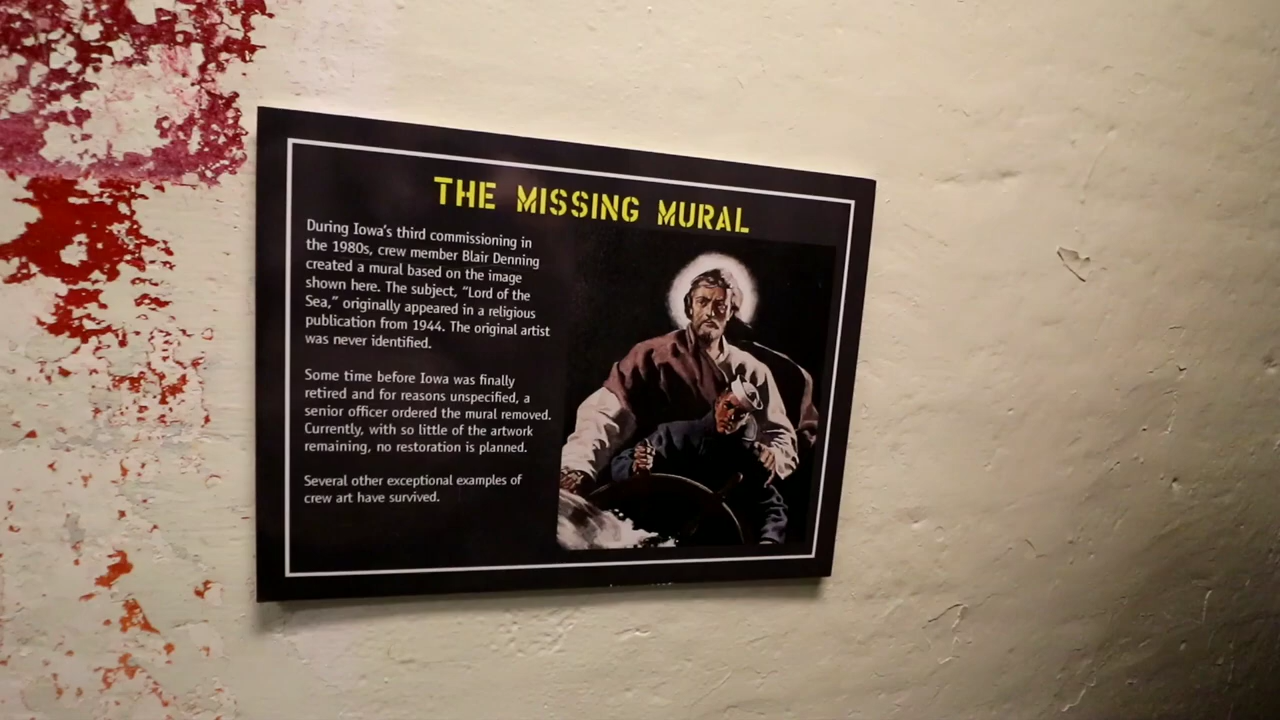 THE MISSING MURAL
During Iowa's third commissioning in
the 1980s, crew member Blair Denning
created a mural based on the image
shown here. The subject, “Lord of the
Sea,” originally appeared in a religious
publication from 1944. The original artist
was never identified.
Some time before Iowa was finally
retired and for reasons unspecified, a
senior officer ordered the mural removed.
Currently, with so little of the artwork
remaining, no restoration is planned.
Several other exceptional examples of
crew art have survived.